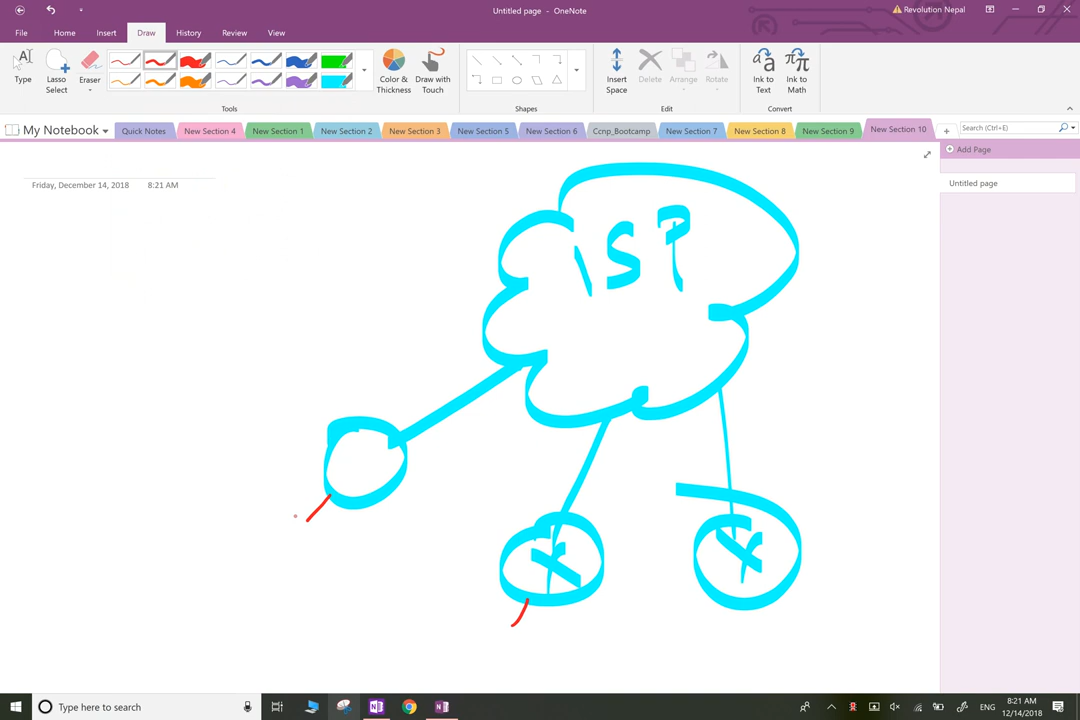 Untitled page - OneNote
Revolution Nepal
File Home Insert Draw History Review View
Type
Lasso Select
Eraser
Color & Thickness
Draw with Touch
Insert Space
Delete
Arrange
Rotate
Ink to Text
Ink to Math
Tools
Shapes
Edit
Convert
My Notebook
Quick Notes
New Section 4
New Section 1
New Section 2
New Section 3
New Section 5
New Section 6
Ccnp_Bootcamp
New Section 7
New Section 8
New Section 9
New Section 10
Search (Ctrl+E)
Add Page
Untitled page
Friday, December 14, 2018 8:21 AM
ISP
Type here to search
ENG
8:21 AM
12/14/2018